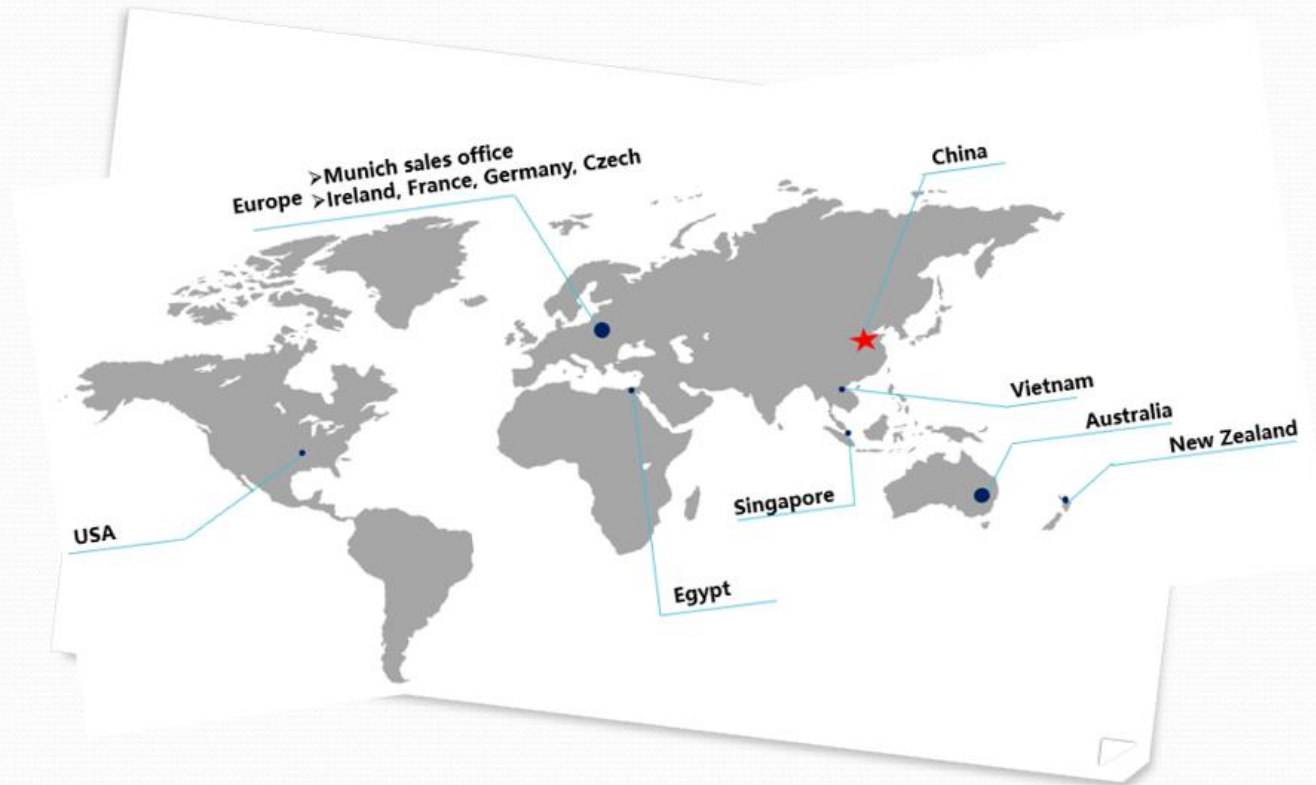 ➢Munich sales office
Europe ➢Ireland, France, Germany, Czech
China
Vietnam
Australia
New Zealand
Singapore
USA
Egypt